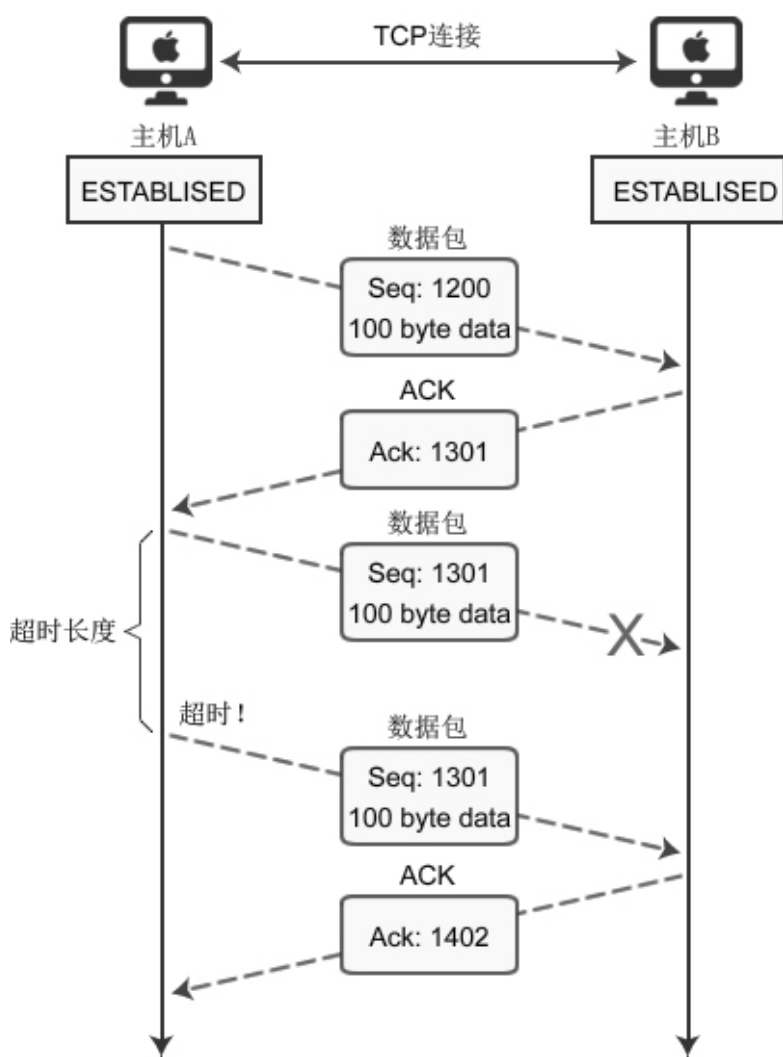 TCP连接
主机A
主机B
ESTABLISED
ESTABLISED
数据包
Seq: 1200
100 byte data
ACK
Ack: 1301
数据包
Seq: 1301
100 byte data
X
超时长度
超时！
数据包
Seq: 1301
100 byte data
ACK
Ack: 1402